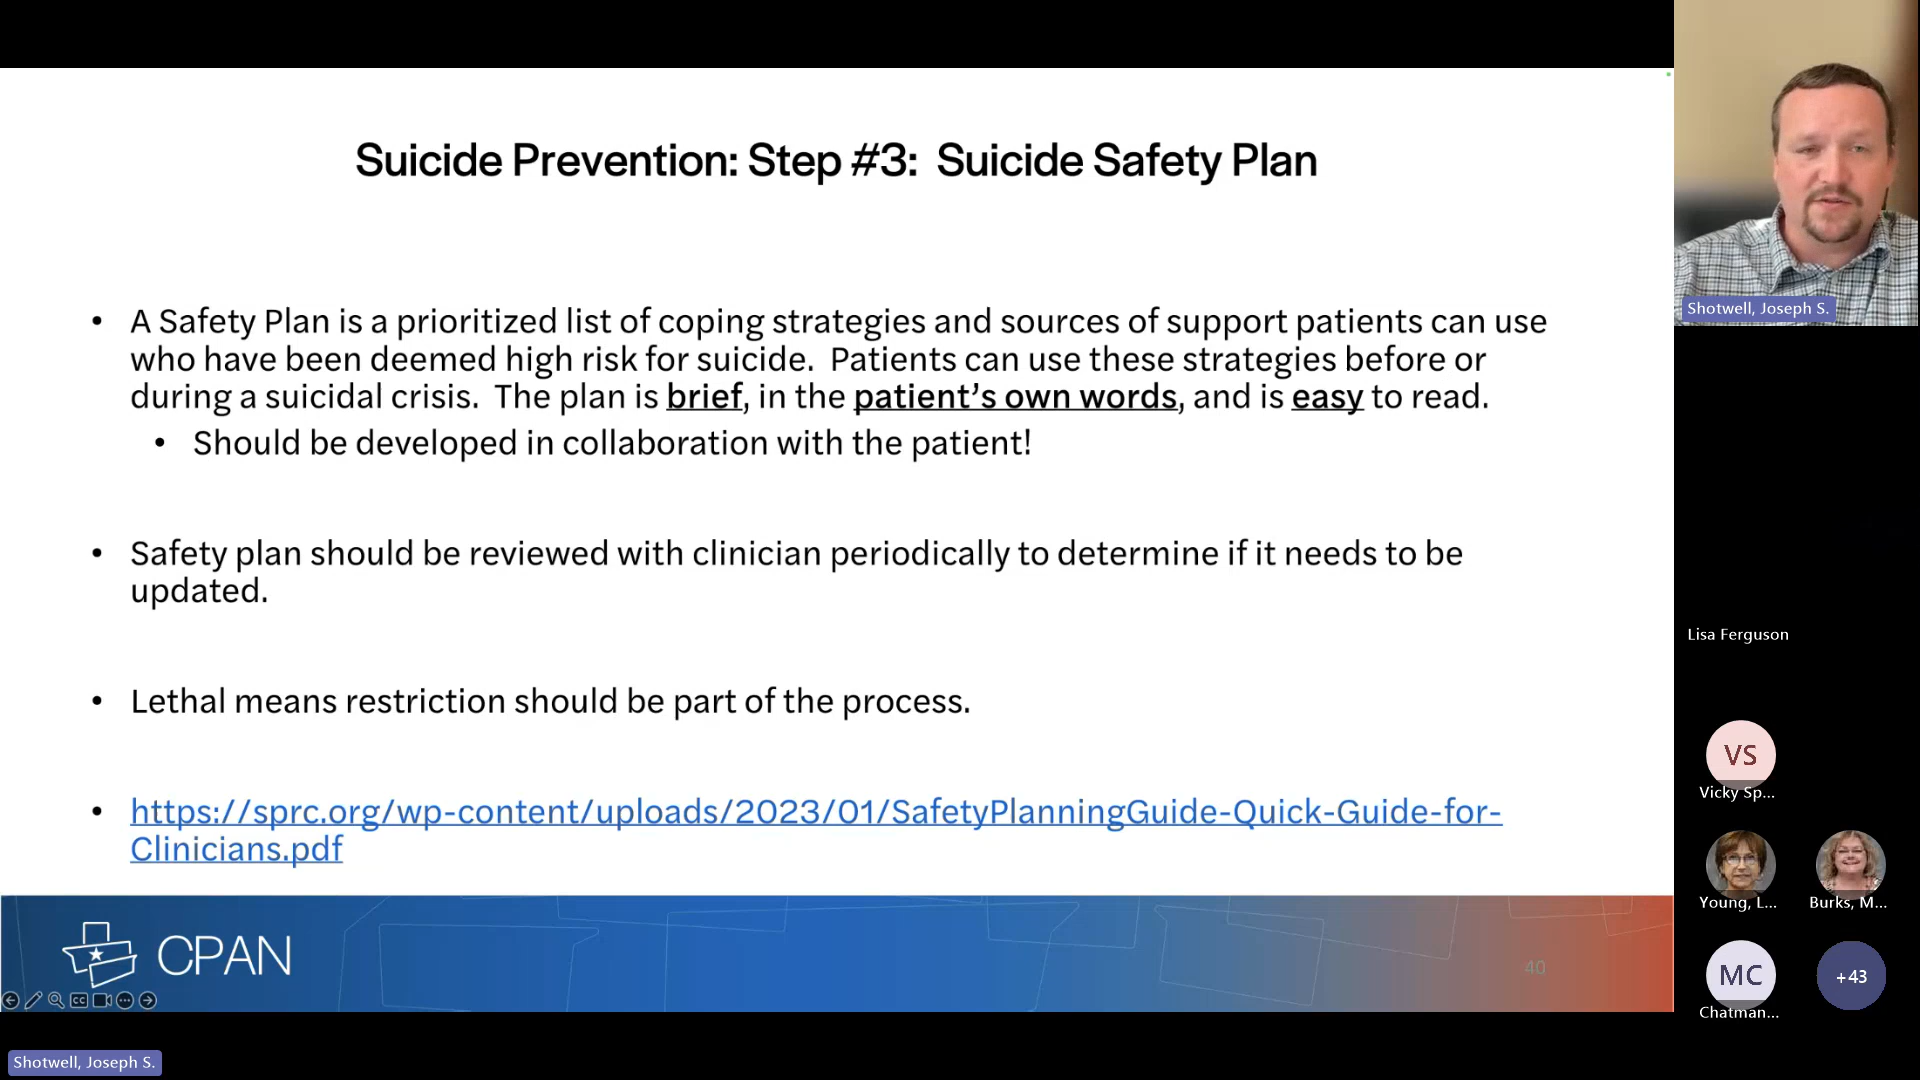 Suicide Prevention: Step #3:  Suicide Safety Plan
• A Safety Plan is a prioritized list of coping strategies and sources of support patients can use
who have been deemed high risk for suicide.  Patients can use these strategies before or
during a suicidal crisis.  The plan is brief, in the patient’s own words, and is easy to read.
• Should be developed in collaboration with the patient!
• Safety plan should be reviewed with clinician periodically to determine if it needs to be
updated.
• Lethal means restriction should be part of the process.
• https://sprc.org/wp-content/uploads/2023/01/SafetyPlanningGuide-Quick-Guide-for-
Clinicians.pdf
CPAN
40
CC
Shotwell, Joseph S.
Shotwell, Joseph S.
Lisa Ferguson
VS
Vicky Sp...
Young, L...
Burks, M...
MC
Chatman...
+43